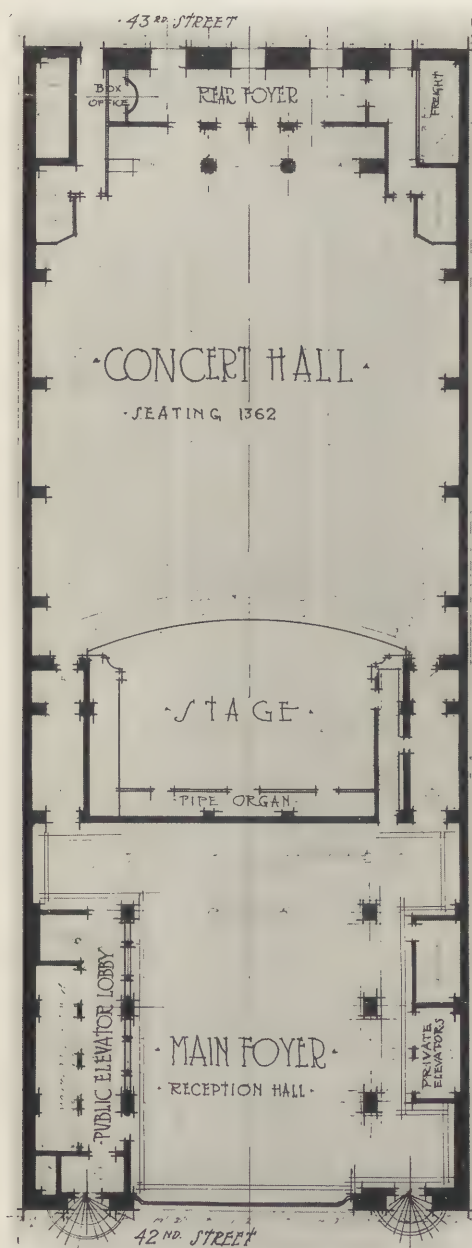 · 43RD. STREET
BOX
OFFICE
REAR FOYER
FREIGHT
· CONCERT HALL ·
· SEATING 1362
· STAGE ·
· PIPE ORGAN ·
PUBLIC ELEVATOR LOBBY
· MAIN FOYER ·
· RECEPTION HALL ·
PRIVATE
ELEVATORS
42ND. STREET